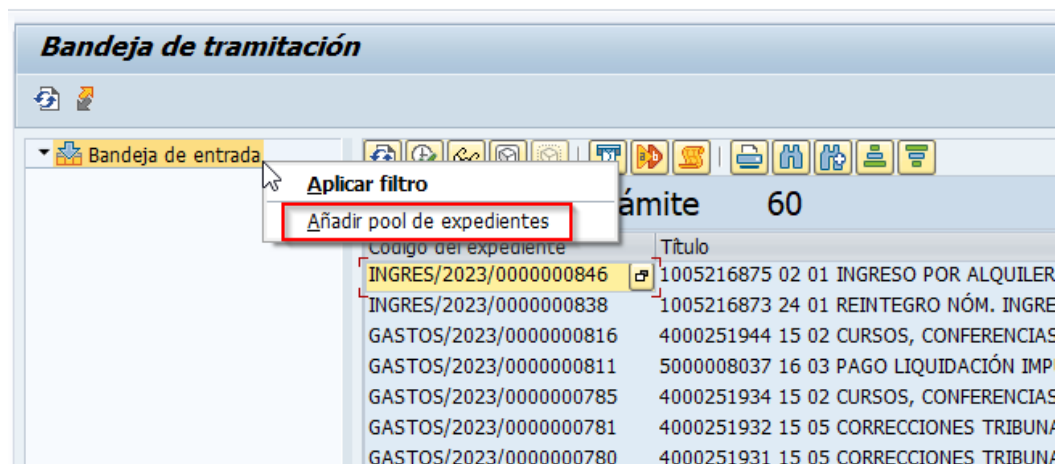 Bandeja de tramitación
Bandeja de entrada
Aplicar filtro
Añadir pool de expedientes
ámite 60
Código del expediente Título
INGRES/2023/0000000846 1005216875 02 01 INGRESO POR ALQUILER
INGRES/2023/0000000838 1005216873 24 01 REINTEGRO NÓM. INGRE
GASTOS/2023/0000000816 4000251944 15 02 CURSOS, CONFERENCIAS
GASTOS/2023/0000000811 5000008037 16 03 PAGO LIQUIDACIÓN IMP
GASTOS/2023/0000000785 4000251934 15 02 CURSOS, CONFERENCIAS
GASTOS/2023/0000000781 4000251932 15 05 CORRECCIONES TRIBUNA
GASTOS/2023/0000000780 4000251931 15 05 CORRECCIONES TRIBUNA